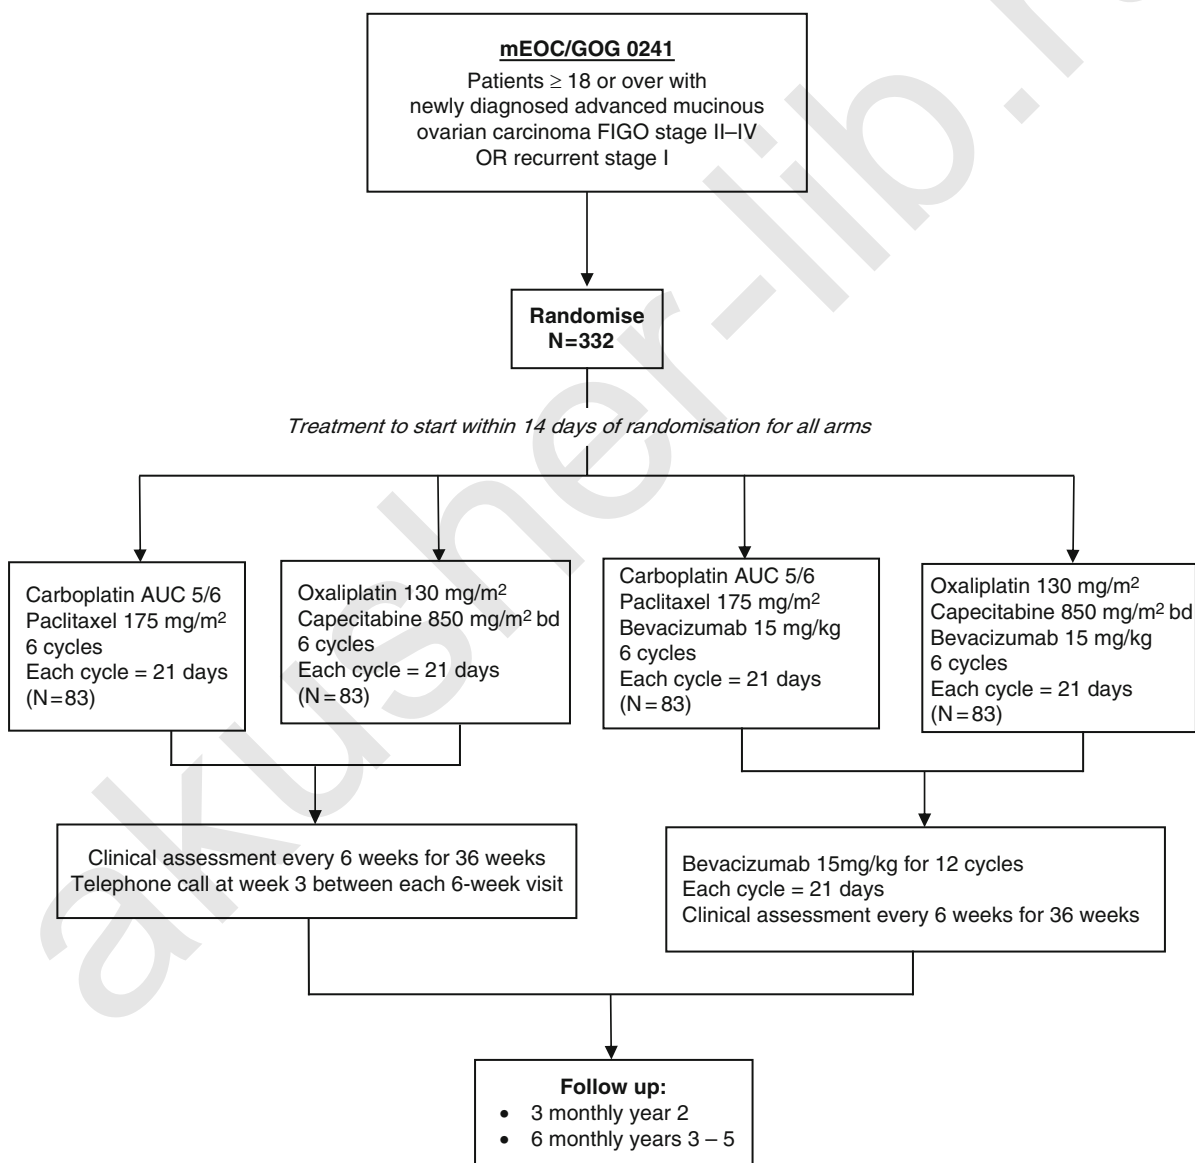 mEOC/GOG 0241
Patients ≥ 18 or over with
newly diagnosed advanced mucinous
ovarian carcinoma FIGO stage II–IV
OR recurrent stage I
Randomise
N=332
Treatment to start within 14 days of randomisation for all arms
Carboplatin AUC 5/6
Paclitaxel 175 mg/m²
6 cycles
Each cycle = 21 days
(N=83)
Oxaliplatin 130 mg/m²
Capecitabine 850 mg/m² bd
6 cycles
Each cycle = 21 days
(N=83)
Carboplatin AUC 5/6
Paclitaxel 175 mg/m²
Bevacizumab 15 mg/kg
6 cycles
Each cycle = 21 days
(N=83)
Oxaliplatin 130 mg/m²
Capecitabine 850 mg/m² bd
Bevacizumab 15 mg/kg
6 cycles
Each cycle = 21 days
(N=83)
Clinical assessment every 6 weeks for 36 weeks
Telephone call at week 3 between each 6-week visit
Bevacizumab 15mg/kg for 12 cycles
Each cycle = 21 days
Clinical assessment every 6 weeks for 36 weeks
Follow up:
• 3 monthly year 2
• 6 monthly years 3 – 5
akusher-lib.r